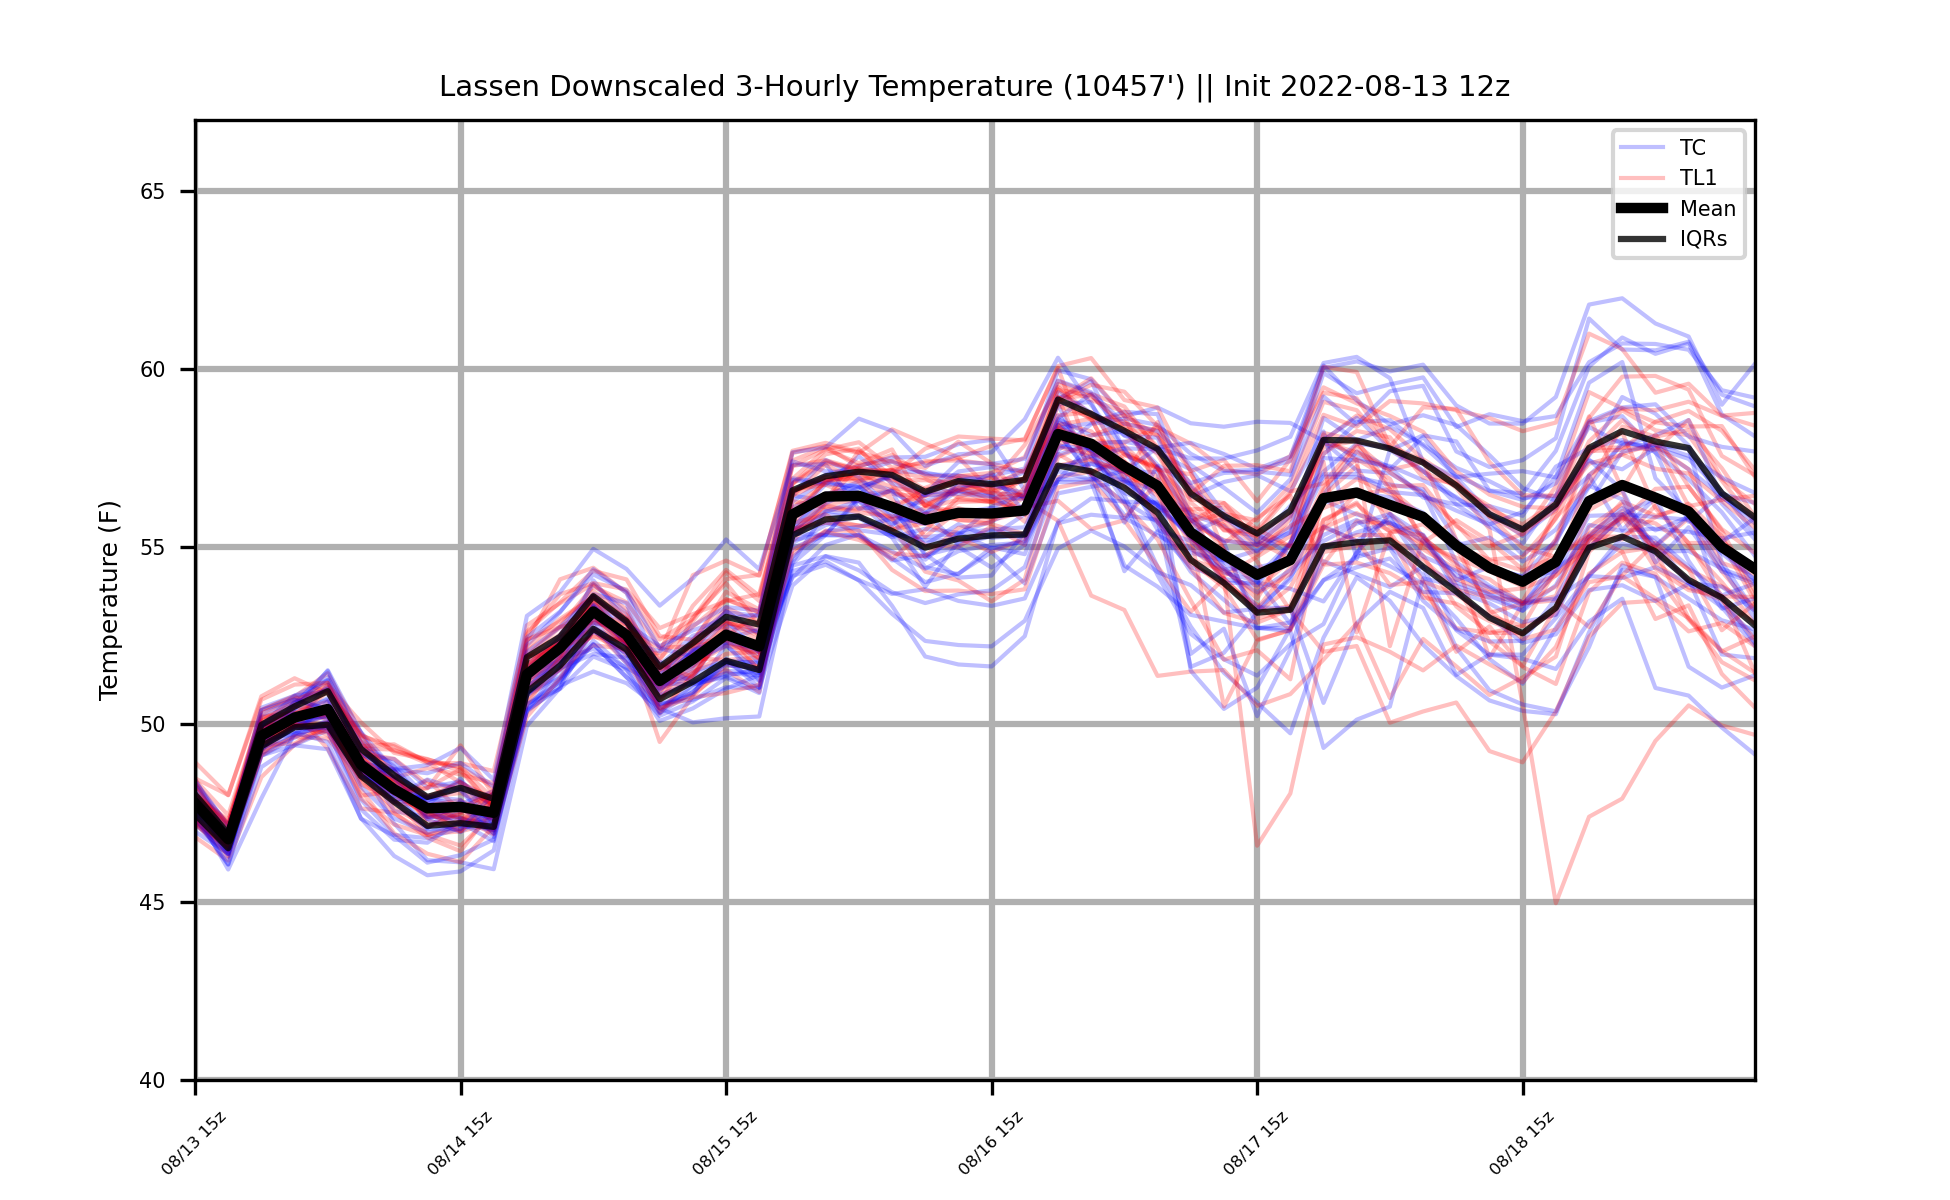 Lassen Downscaled 3-Hourly Temperature (10457') || Init 2022-08-13 12z
TC
TL1
Mean
IQRs
Temperature (F)
65
60
55
50
45
40
08/13 15z
08/14 15z
08/15 15z
08/16 15z
08/17 15z
08/18 15z